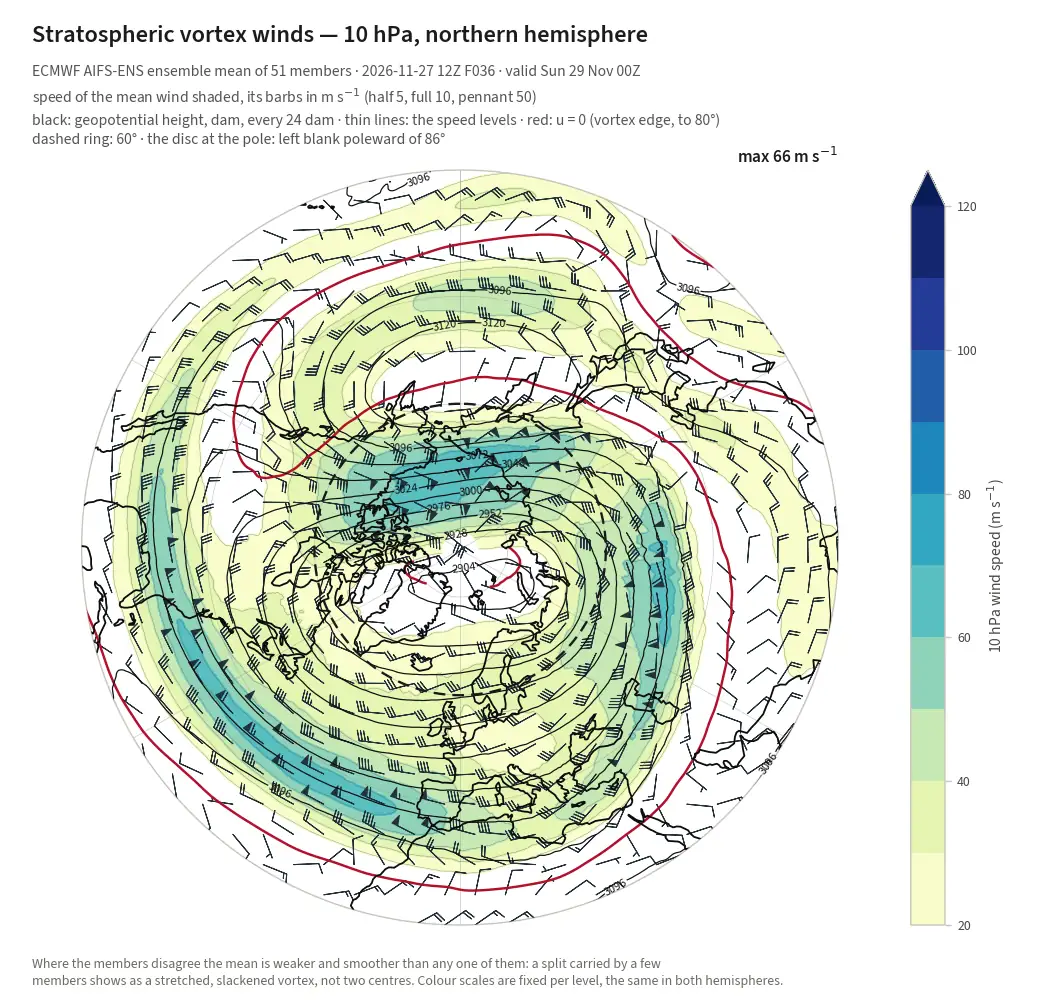 Stratospheric vortex winds — 10 hPa, northern hemisphere
ECMWF AIFS-ENS ensemble mean of 51 members · 2026-11-27 12Z F036 · valid Sun 29 Nov 00Z
speed of the mean wind shaded, its barbs in m s⁻¹ (half 5, full 10, pennant 50)
black: geopotential height, dam, every 24 dam · thin lines: the speed levels · red: u = 0 (vortex edge, to 80°)
dashed ring: 60° · the disc at the pole: left blank poleward of 86°
max 66 m s⁻¹
3096
3096
3096
3120
3120
3096
3072
3048
3024
3000
2976
2952
2928
2904
3096
3096
3096
120
100
80
60
40
20
10 hPa wind speed (m s⁻¹)
Where the members disagree the mean is weaker and smoother than any one of them: a split carried by a few
members shows as a stretched, slackened vortex, not two centres. Colour scales are fixed per level, the same in both hemispheres.